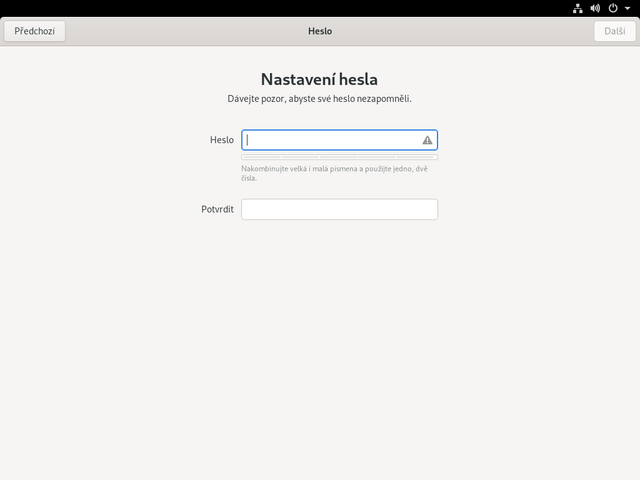 Předchozí
Heslo
Další
Nastavení hesla
Dávejte pozor, abyste své heslo nezapomněli.
Heslo
Nakombinujte velká i malá písmena a použijte jedno, dvě
čísla.
Potvrdit